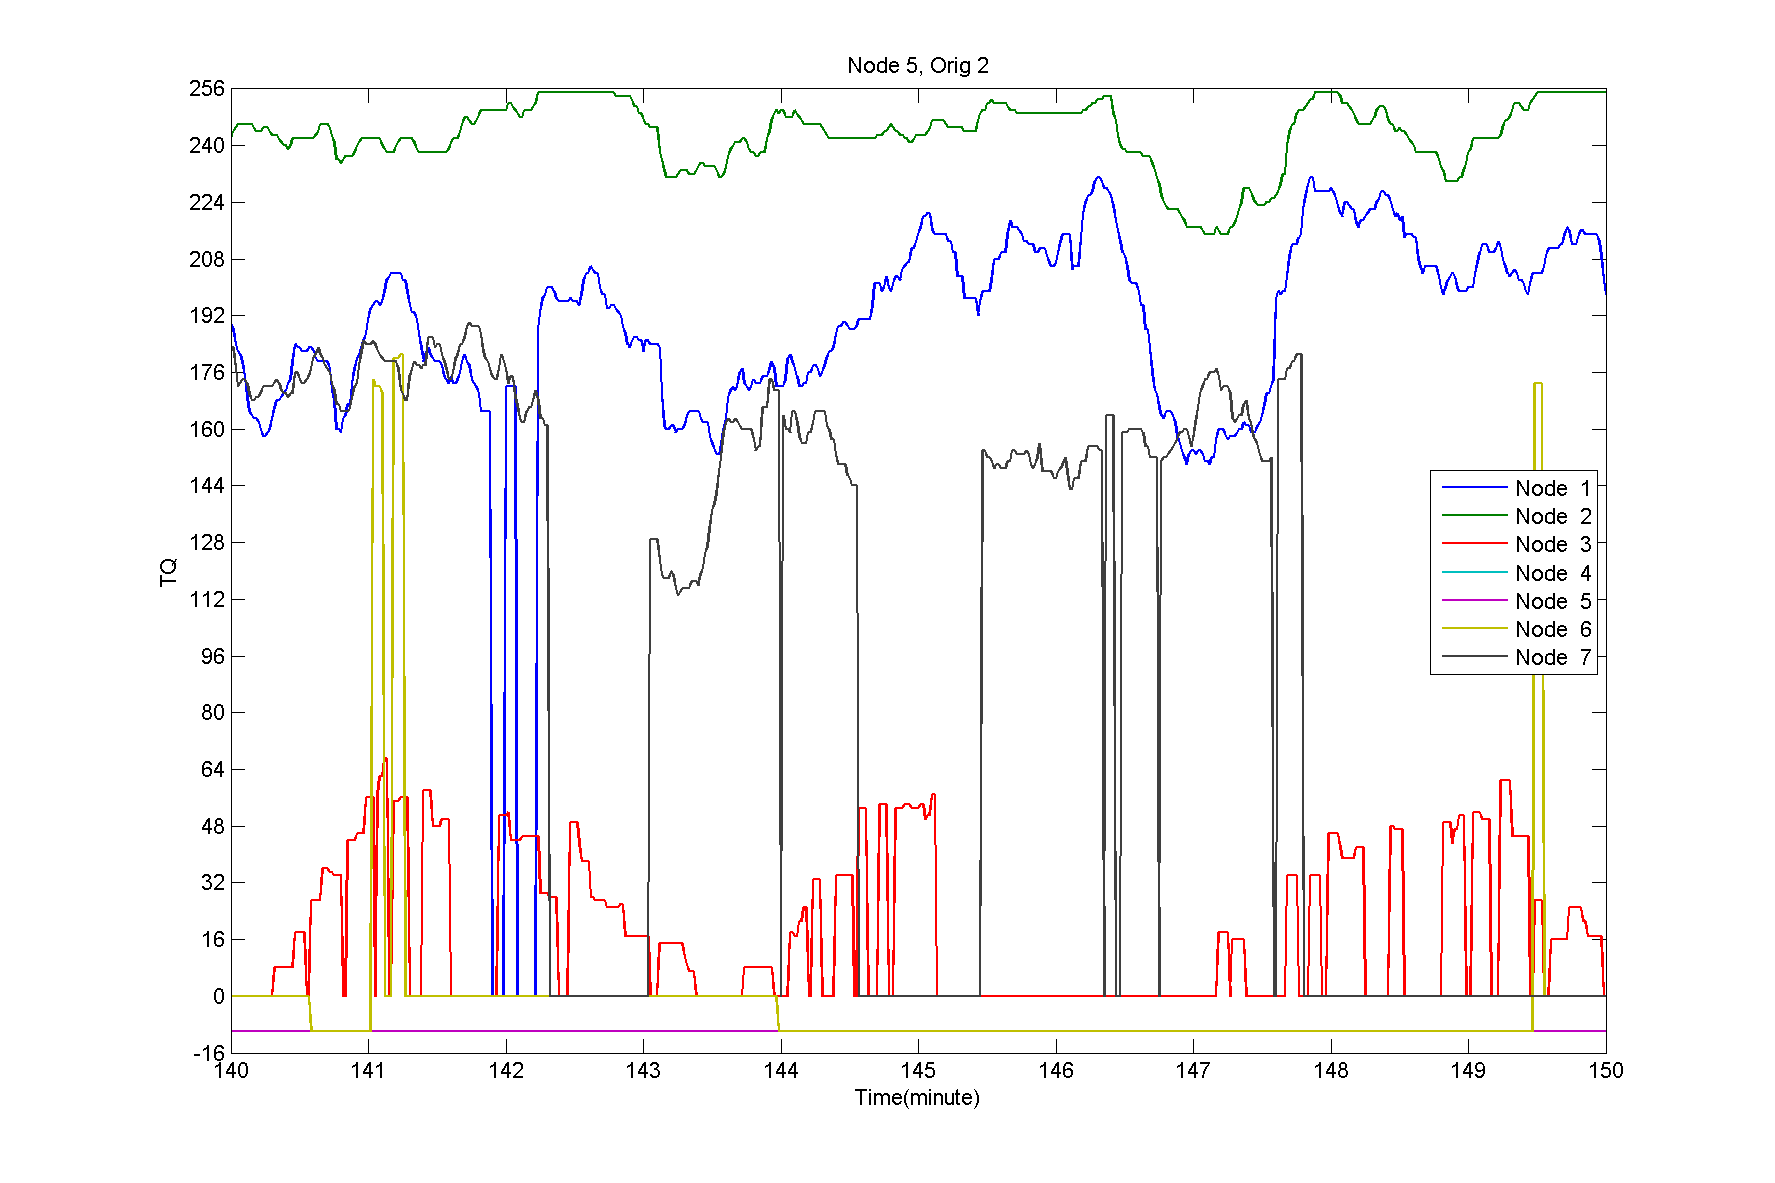 Node 5, Orig 2
256
240
224
208
192
176
160
144
128
112
96
80
64
48
32
16
0
-16
TQ
140 141 142 143 144 145 146 147 148 149 150
Time(minute)
Node 1
Node 2
Node 3
Node 4
Node 5
Node 6
Node 7